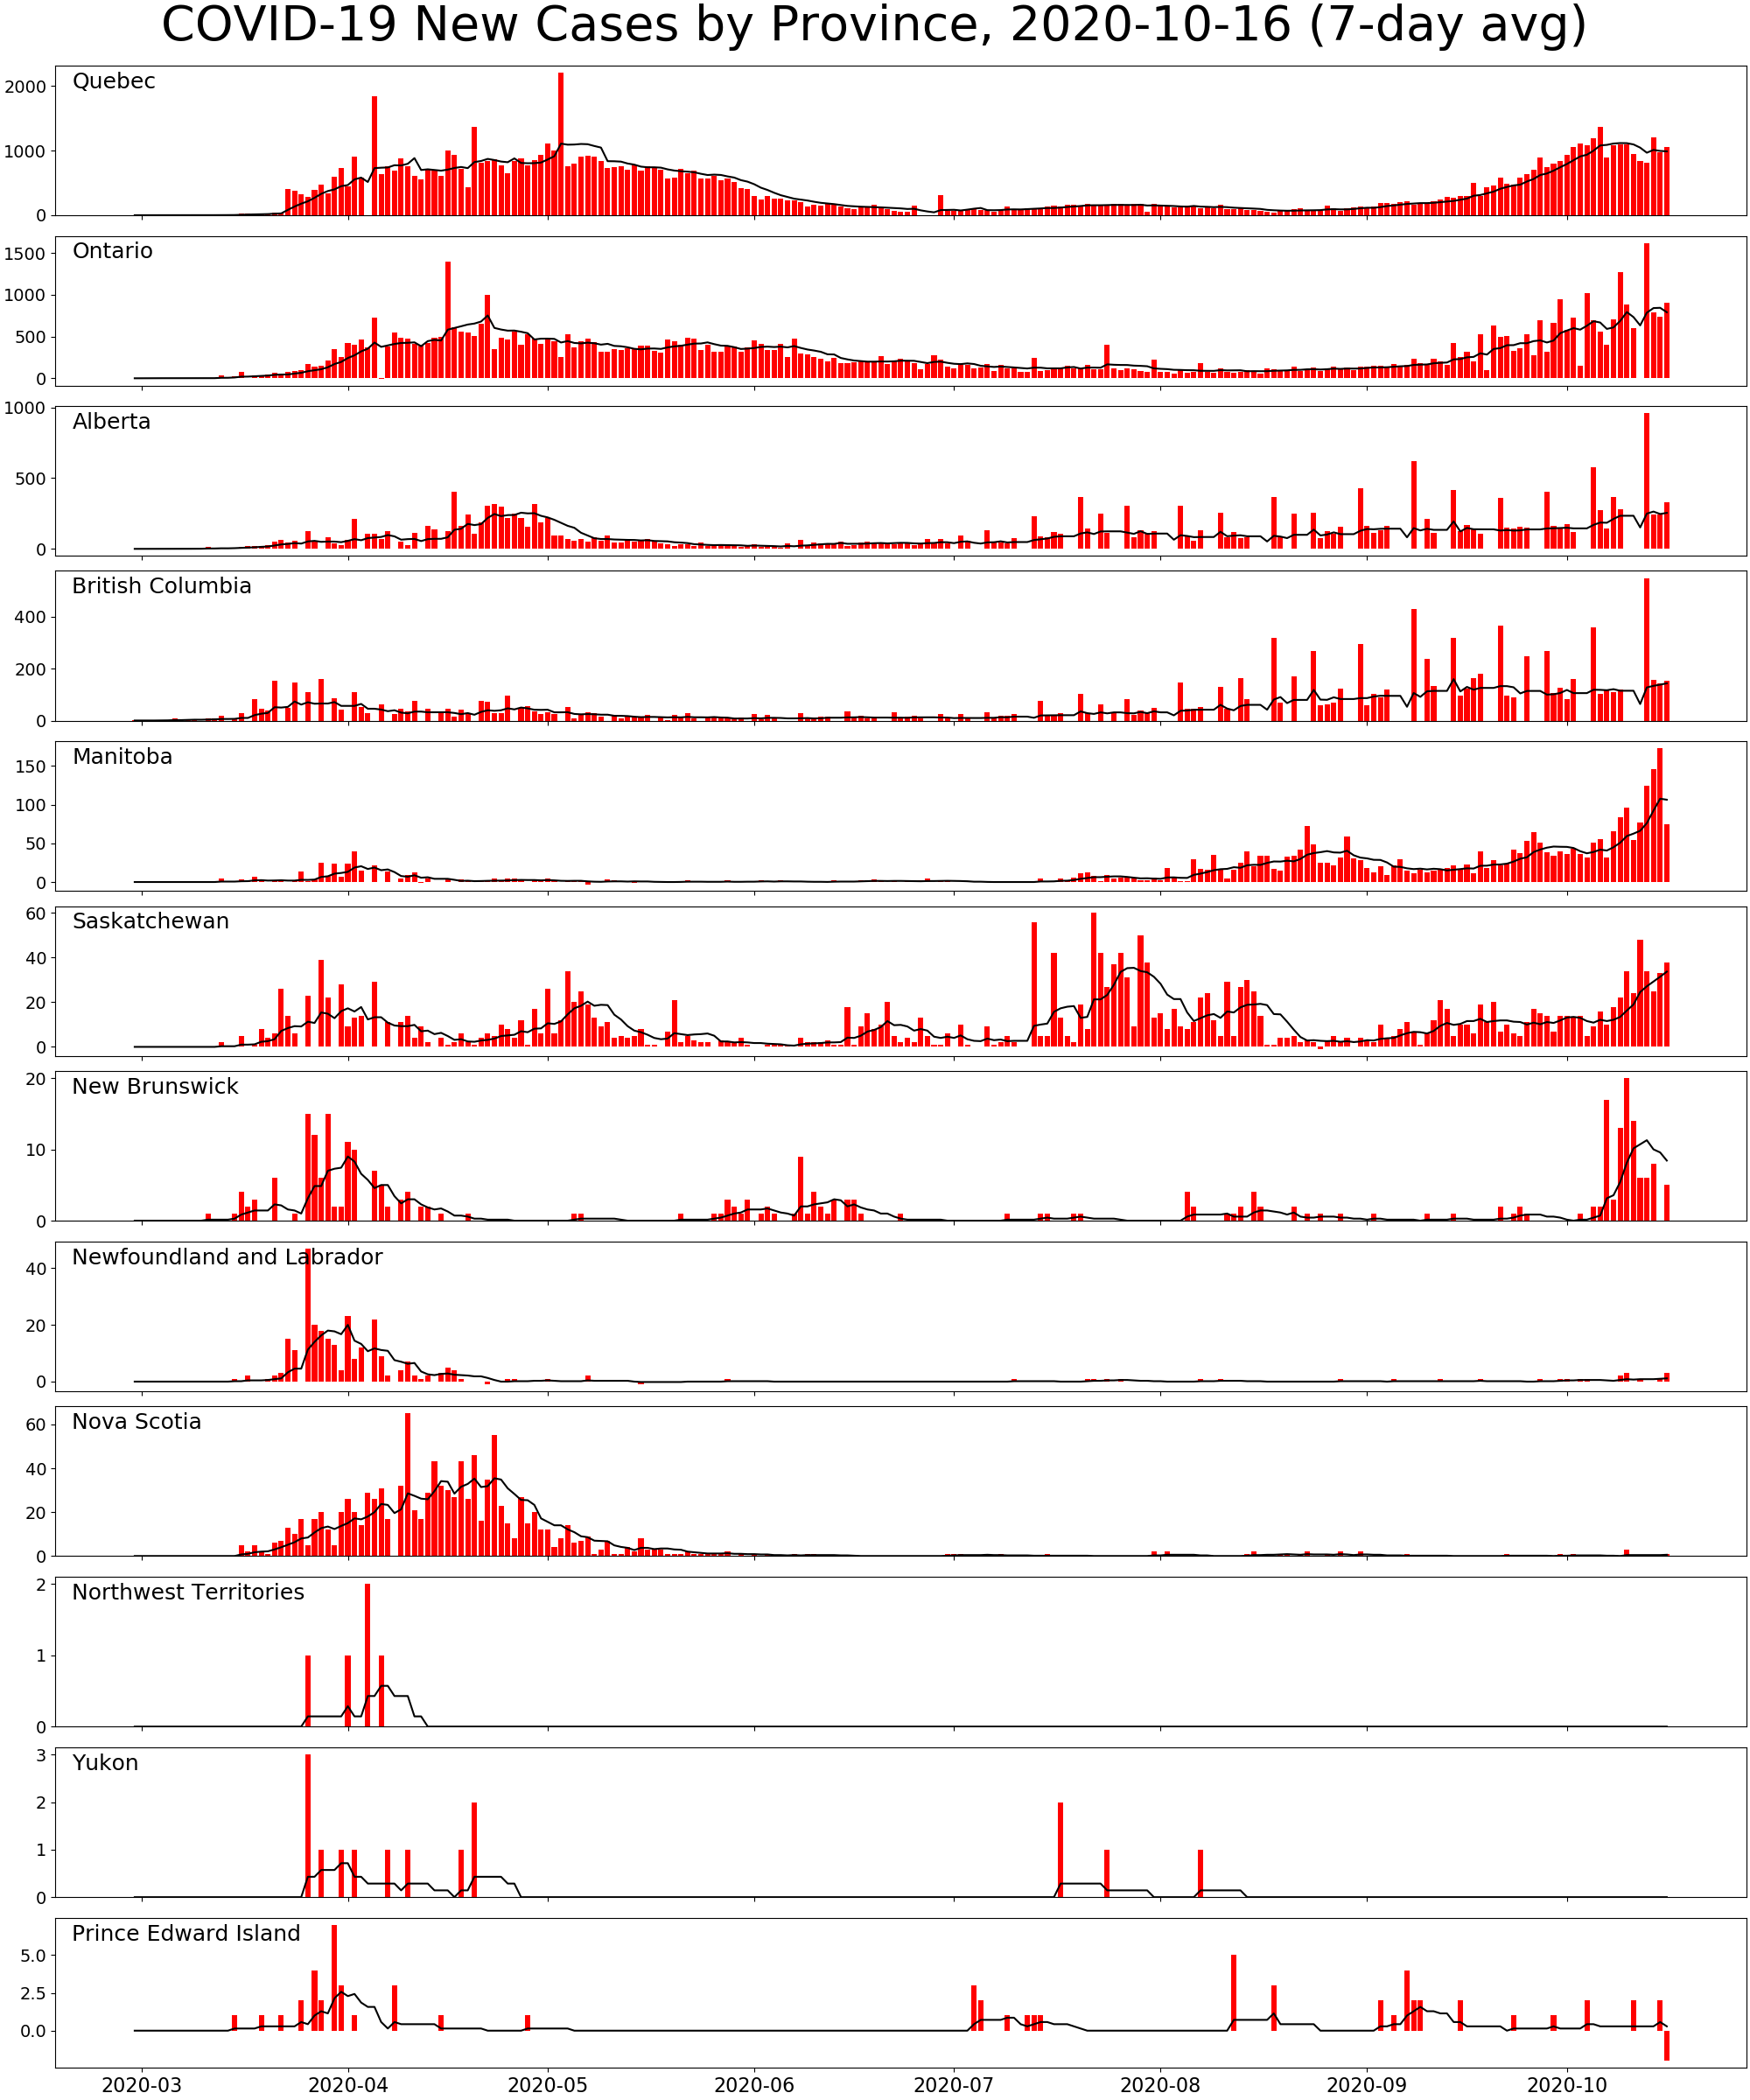 COVID-19 New Cases by Province, 2020-10-16 (7-day avg)
Quebec
2000
1000
0
Ontario
1500
1000
500
0
Alberta
1000
500
0
British Columbia
400
200
0
Manitoba
150
100
50
0
Saskatchewan
60
40
20
0
New Brunswick
20
10
0
Newfoundland and Labrador
40
20
0
Nova Scotia
60
40
20
0
Northwest Territories
2
1
0
Yukon
3
2
1
0
Prince Edward Island
5.0
2.5
0.0
2020-03 2020-04 2020-05 2020-06 2020-07 2020-08 2020-09 2020-10